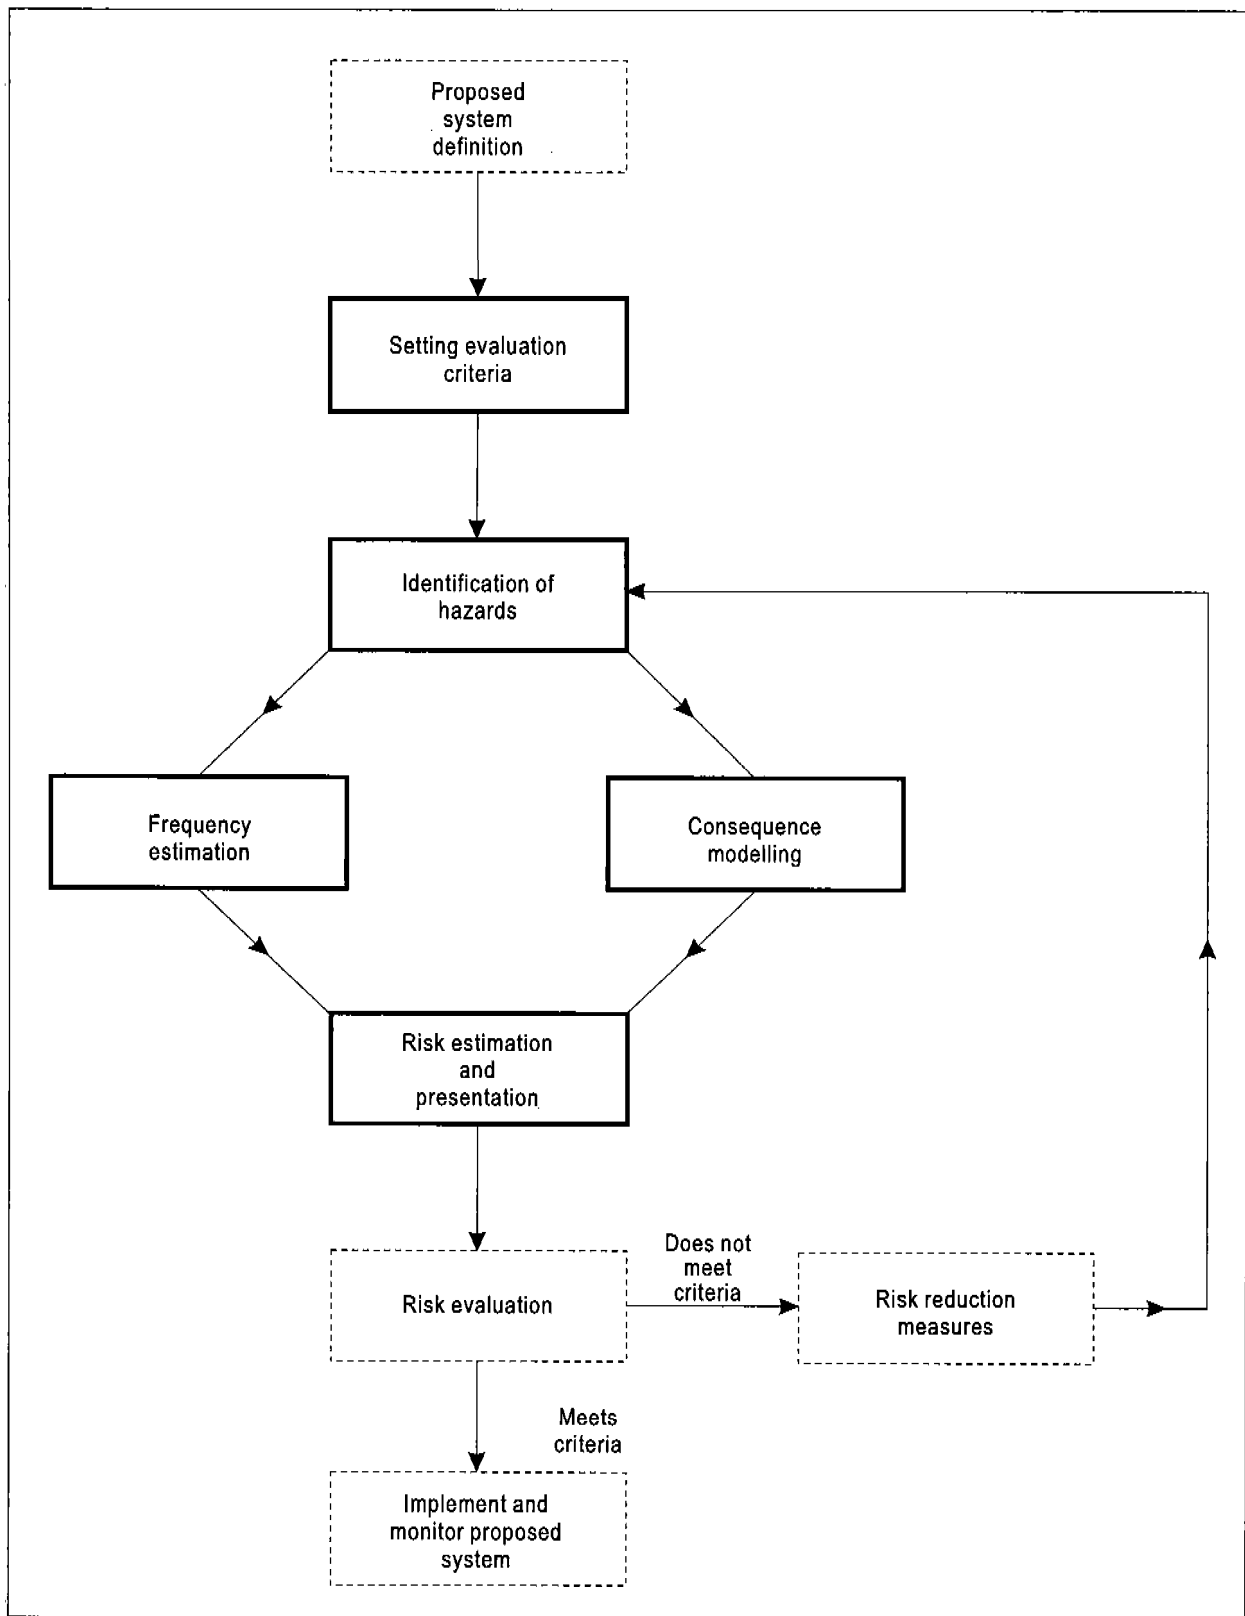 Proposed
system
definition
Setting evaluation
criteria
Identification of
hazards
Frequency
estimation
Consequence
modelling
Risk estimation
and
presentation
Risk evaluation
Does not
meet
criteria
Risk reduction
measures
Meets
criteria
Implement and
monitor proposed
system